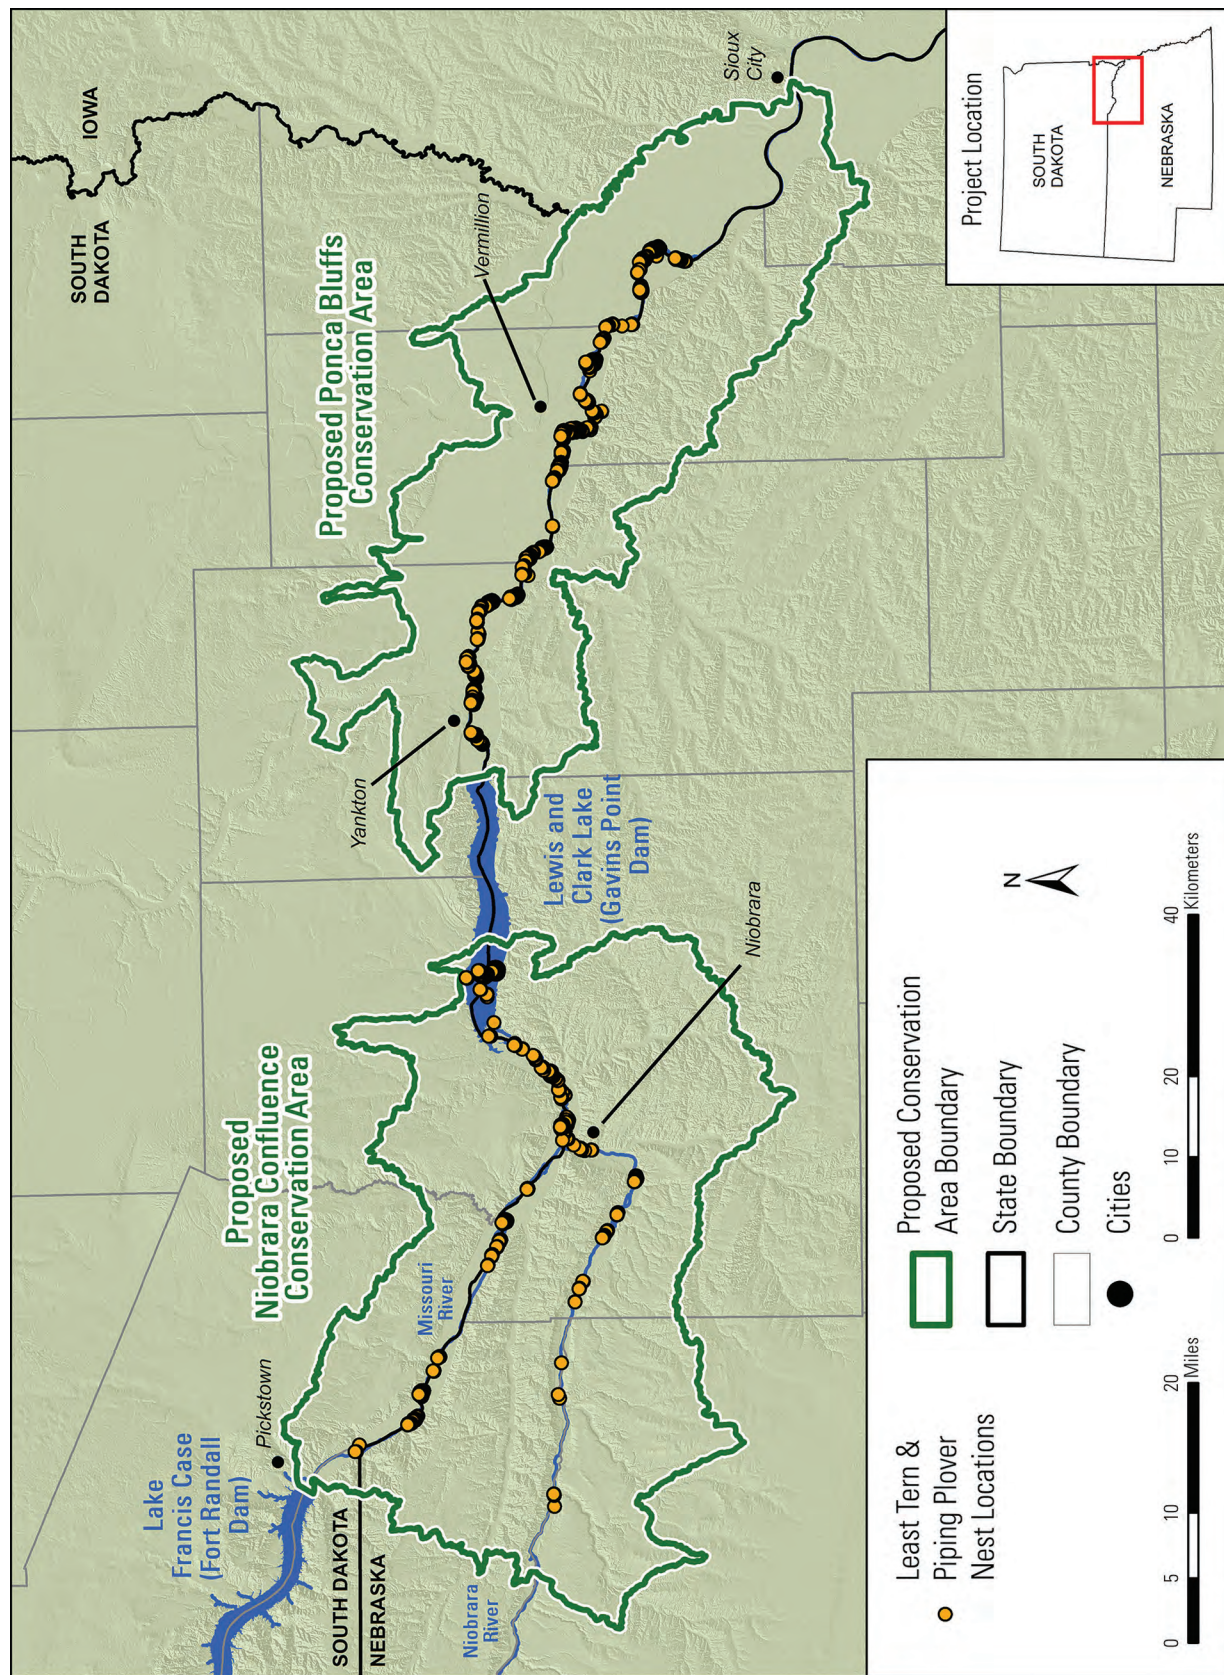 Lake
Francis Case
(Fort Randall
Dam)
Pickstown
Proposed
Niobrara Confluence
Conservation Area
Proposed Ponca Bluffs
Conservation Area
SOUTH
DAKOTA
IOWA
Yankton
Vermillion
Sioux
City
SOUTH DAKOTA
NEBRASKA
Missouri
River
Niobrara
River
Lewis and
Clark Lake
(Gavins Point
Dam)
Niobrara
Least Tern &
Piping Plover
Nest Locations
Proposed Conservation
Area Boundary
State Boundary
County Boundary
Cities
N
0 5 10 20
Miles
0 10 20 40
Kilometers
Project Location
SOUTH
DAKOTA
NEBRASKA